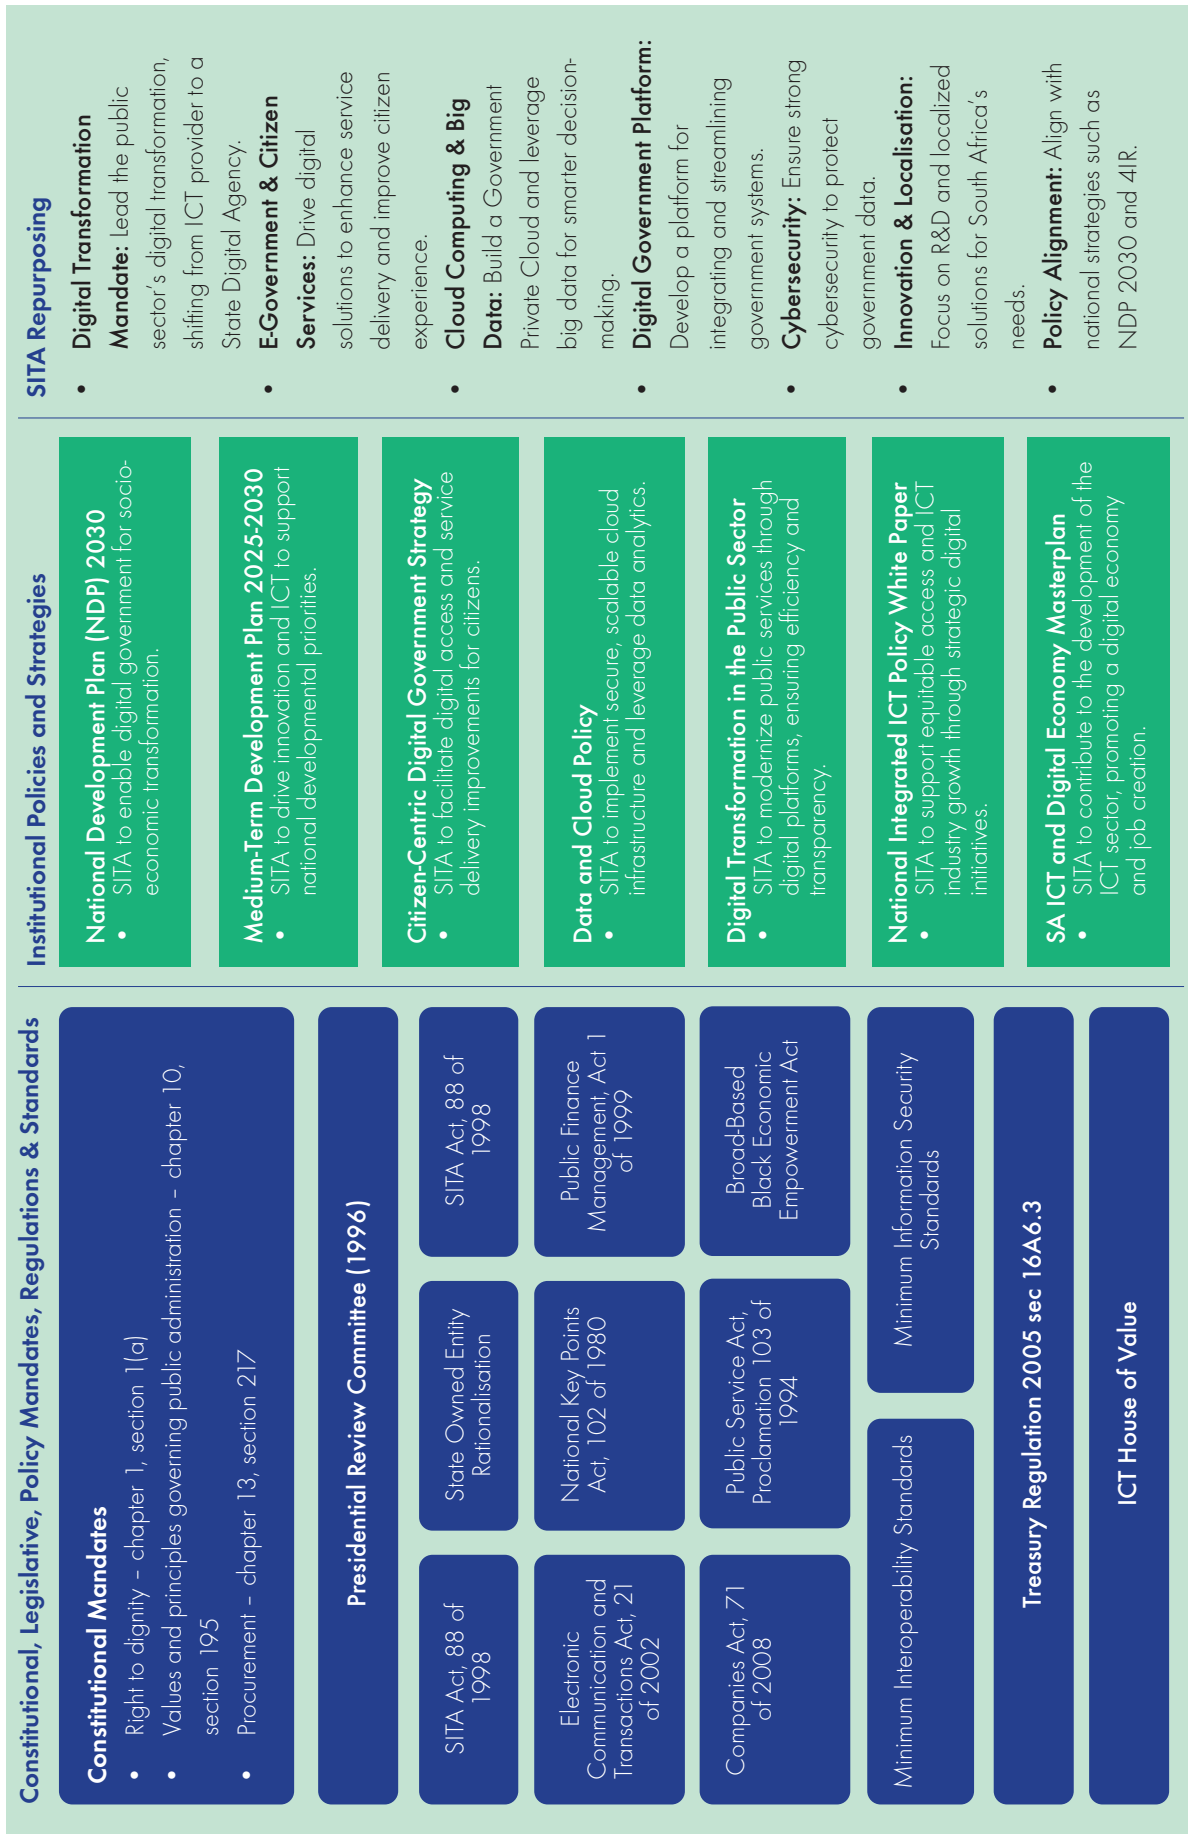 Constitutional, Legislative, Policy Mandates, Regulations & Standards
Constitutional Mandates
• Right to dignity – chapter 1, section 1(a)
• Values and principles governing public administration – chapter 10,
section 195
• Procurement – chapter 13, section 217
Presidential Review Committee (1996)
SITA Act, 88 of
1998
State Owned Entity
Rationalisation
SITA Act, 88 of
1998
Electronic
Communication and
Transactions Act, 21
of 2002
National Key Points
Act, 102 of 1980
Public Finance
Management, Act 1
of 1999
Companies Act, 71
of 2008
Public Service Act,
Proclamation 103 of
1994
Broad-Based
Black Economic
Empowerment Act
Minimum Interoperability Standards
Minimum Information Security
Standards
Treasury Regulation 2005 sec 16A6.3
ICT House of Value
Institutional Policies and Strategies
National Development Plan (NDP) 2030
• SITA to enable digital government for socio-
economic transformation.
Medium-Term Development Plan 2025-2030
• SITA to drive innovation and ICT to support
national developmental priorities.
Citizen-Centric Digital Government Strategy
• SITA to facilitate digital access and service
delivery improvements for citizens.
Data and Cloud Policy
• SITA to implement secure, scalable cloud
infrastructure and leverage data analytics.
Digital Transformation in the Public Sector
• SITA to modernize public services through
digital platforms, ensuring efficiency and
transparency.
National Integrated ICT Policy White Paper
• SITA to support equitable access and ICT
industry growth through strategic digital
initiatives.
SA ICT and Digital Economy Masterplan
• SITA to contribute to the development of the
ICT sector, promoting a digital economy
and job creation.
SITA Repurposing
• Digital Transformation
Mandate: Lead the public
sector's digital transformation,
shifting from ICT provider to a
State Digital Agency.
• E-Government & Citizen
Services: Drive digital
solutions to enhance service
delivery and improve citizen
experience.
• Cloud Computing & Big
Data: Build a Government
Private Cloud and leverage
big data for smarter decision-
making.
• Digital Government Platform:
Develop a platform for
integrating and streamlining
government systems.
• Cybersecurity: Ensure strong
cybersecurity to protect
government data.
• Innovation & Localisation:
Focus on R&D and localized
solutions for South Africa's
needs.
• Policy Alignment: Align with
national strategies such as
NDP 2030 and 4IR.